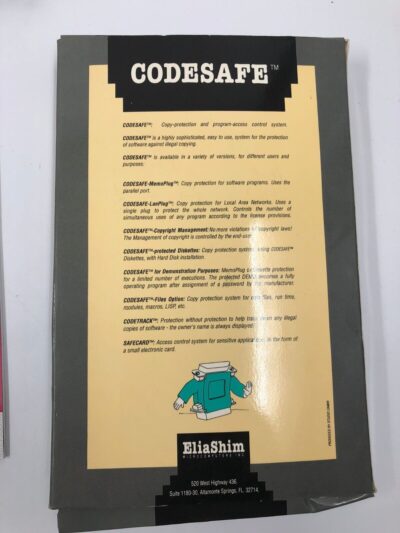 CODESAFE™
CODESAFE™: Copy-protection and program-access control system.
CODESAFE™ is a highly sophisticated, easy to use, system for the protection
of software against illegal copying.
CODESAFE™ is available in a variety of versions, for different users and
purposes:
CODESAFE-MemoPlug™: Copy protection for software programs. Uses the
parallel port.
CODESAFE-LanPlug™: Copy protection for Local Area Networks. Uses a
single plug to protect the whole network. Controls the number of
simultaneous uses of any program according to the license provisions.
CODESAFE™-Copyright Management: No more violations of copyright laws!
The Management of copyright is controlled by the end-user.
CODESAFE™-protected Diskettes: Copy protection system, using CODESAFE™
Diskettes, with Hard Disk installation.
CODESAFE™ for Demonstration Purposes: MemoPlug protection
for a limited number of executions. The protected DEMO becomes a fully
operating program after assignment of a password by the manufacturer.
CODESAFE™-Files Option: Copy protection system for files, run time,
modules, macros, LISP, etc.
CODETRACK™: Protection without protection to help any illegal
copies of software - the owner's name is always displayed.
SAFECARD™: Access control system for sensitive in the form of
a small electronic card.
EliaShim
MICROCOMPUTERS INC
520 West Highway 436
Suite 1180-30, Altamonte Springs, FL 32714
PRODUCED BY STUDIO